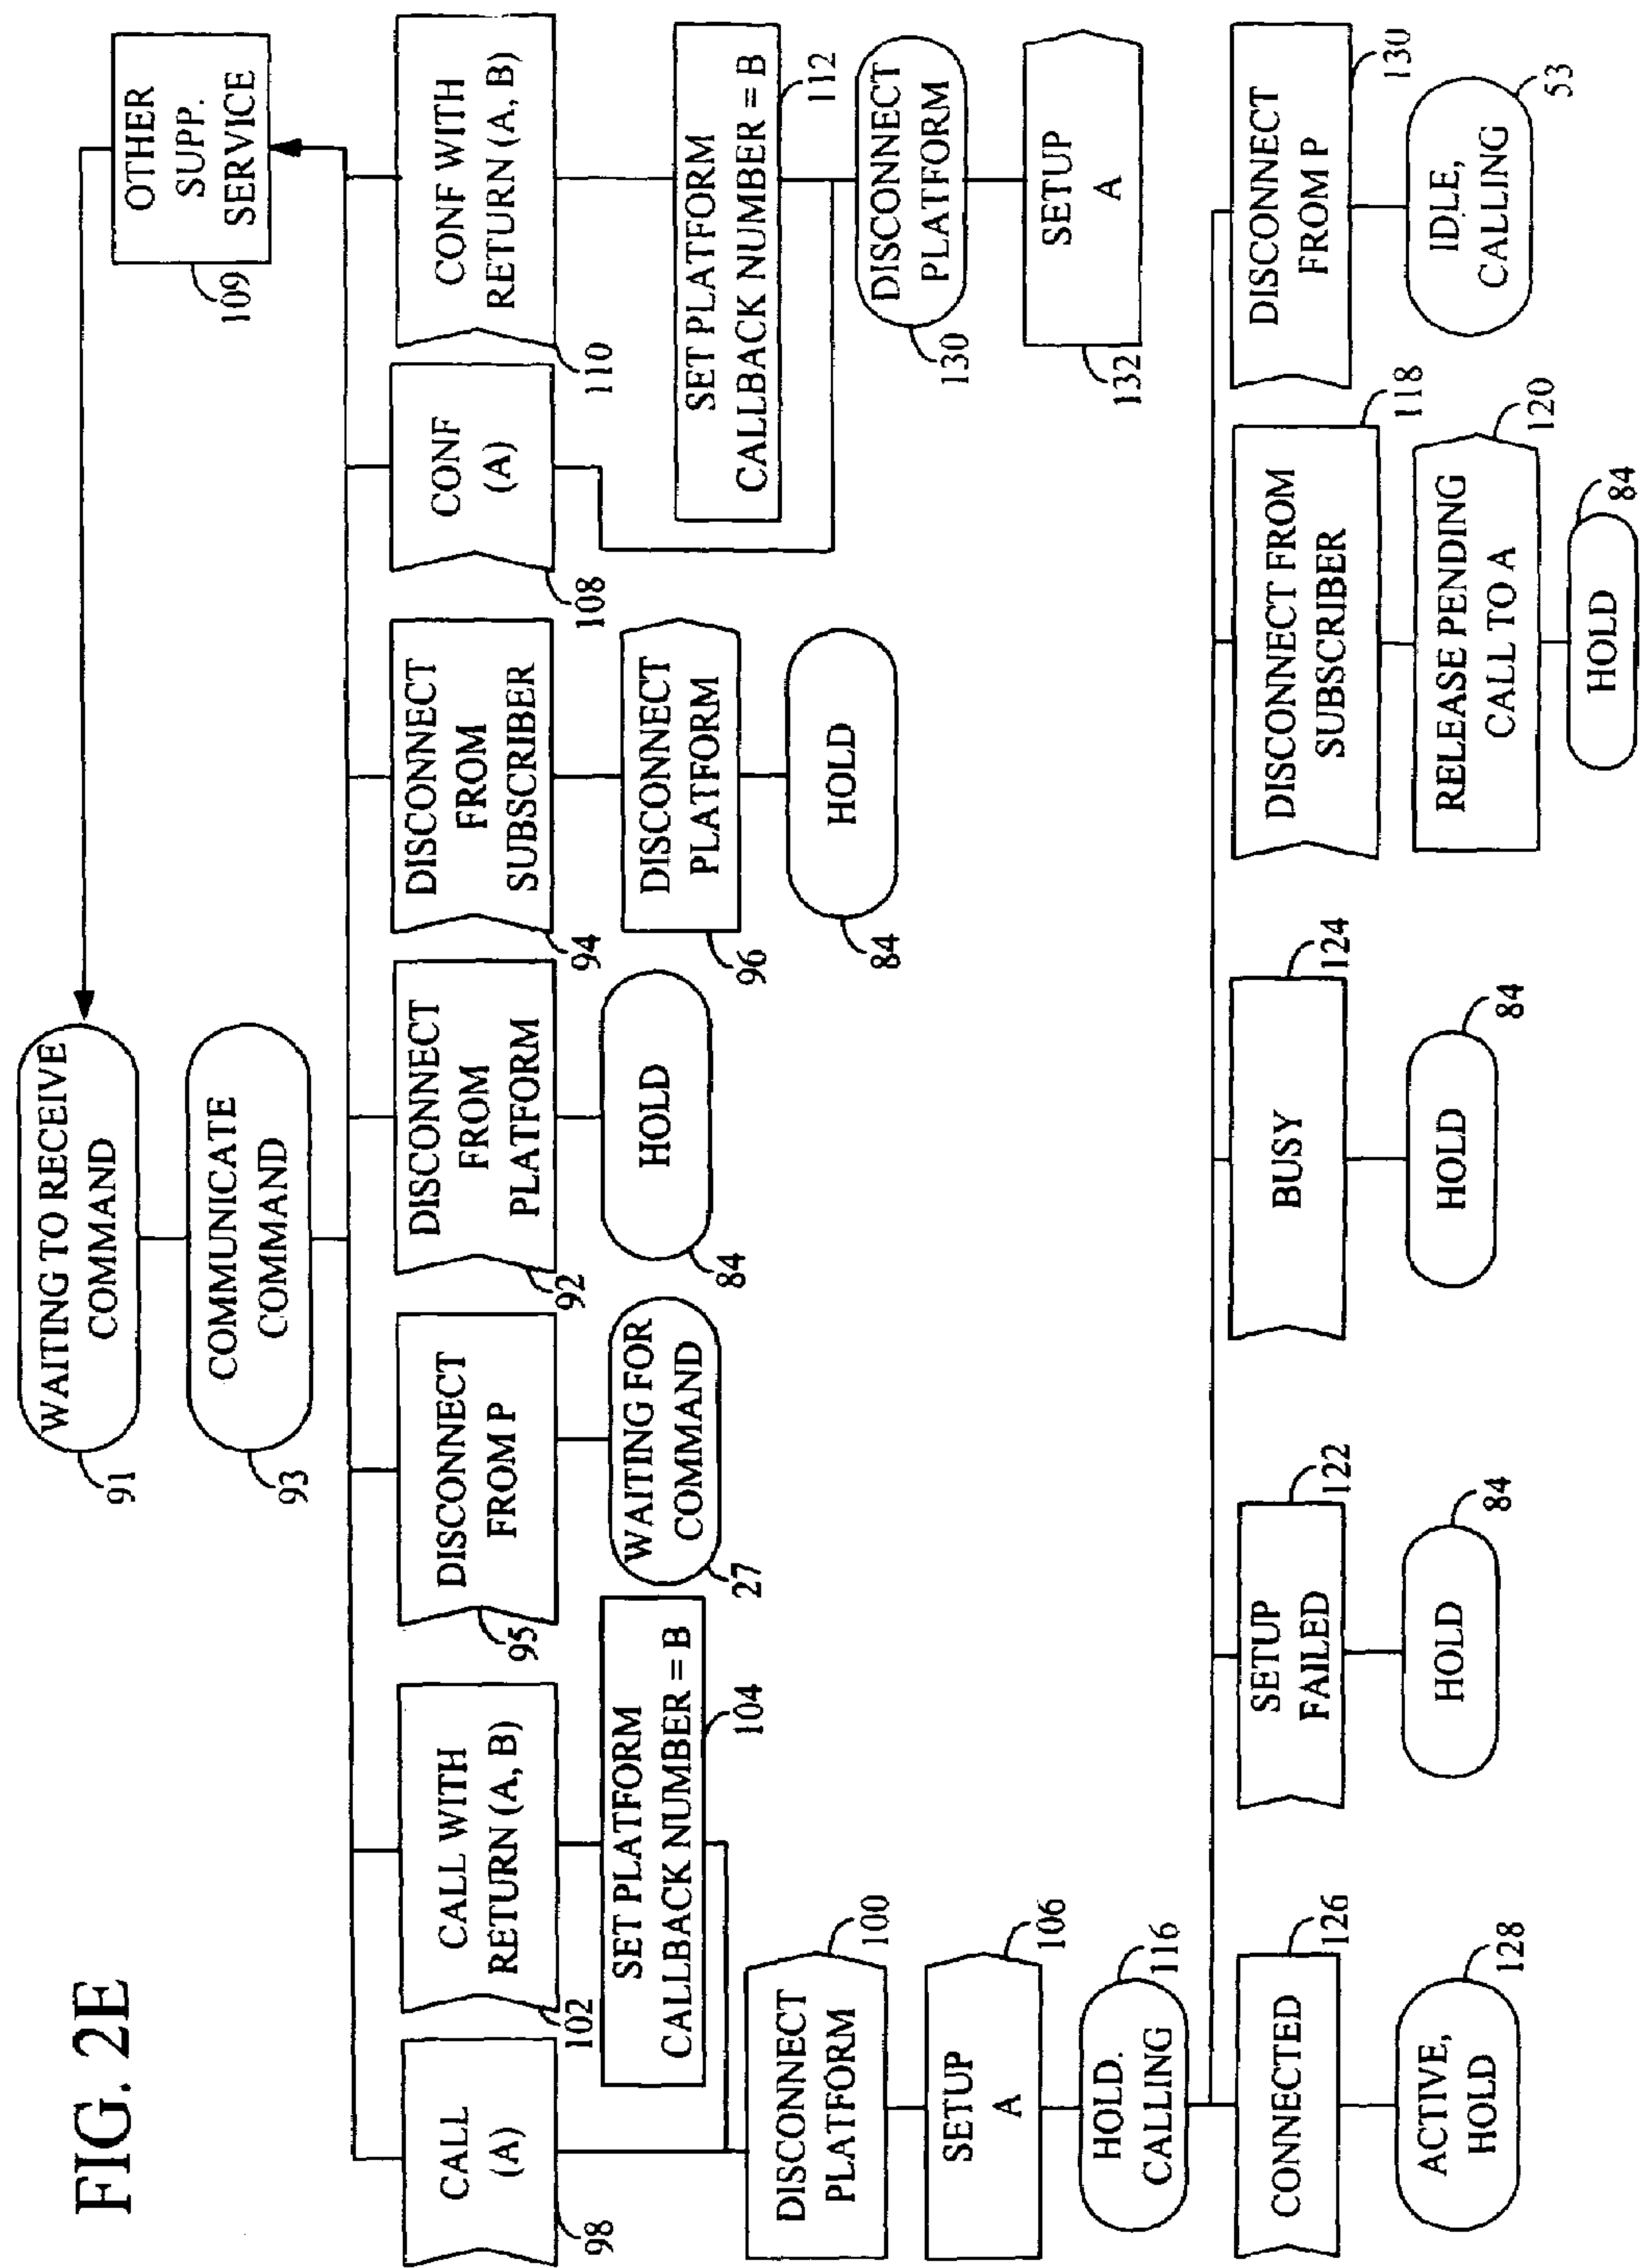 FIG. 2E
WAITING TO RECEIVE
COMMAND
91
COMMUNICATE
COMMAND
93
OTHER
SUPP.
SERVICE
109
CALL
(A)
98
CALL WITH
RETURN (A, B)
102
DISCONNECT
FROM P
95
DISCONNECT
FROM
PLATFORM
92
DISCONNECT
FROM
SUBSCRIBER
94
CONF
(A)
108
CONF WITH
RETURN (A, B)
110
SET PLATFORM
CALLBACK NUMBER = B
104
WAITING FOR
COMMAND
27
HOLD
84
DISCONNECT
PLATFORM
96
HOLD
84
SET PLATFORM
CALLBACK NUMBER = B
112
DISCONNECT
PLATFORM
130
SETUP
A
132
DISCONNECT
PLATFORM
100
SETUP
A
106
HOLD.
CALLING
116
CONNECTED
126
ACTIVE,
HOLD
128
SETUP
FAILED
122
HOLD
84
BUSY
124
HOLD
84
DISCONNECT FROM
SUBSCRIBER
118
RELEASE PENDING
CALL TO A
120
HOLD
84
DISCONNECT
FROM P
130
IDLE,
CALLING
53